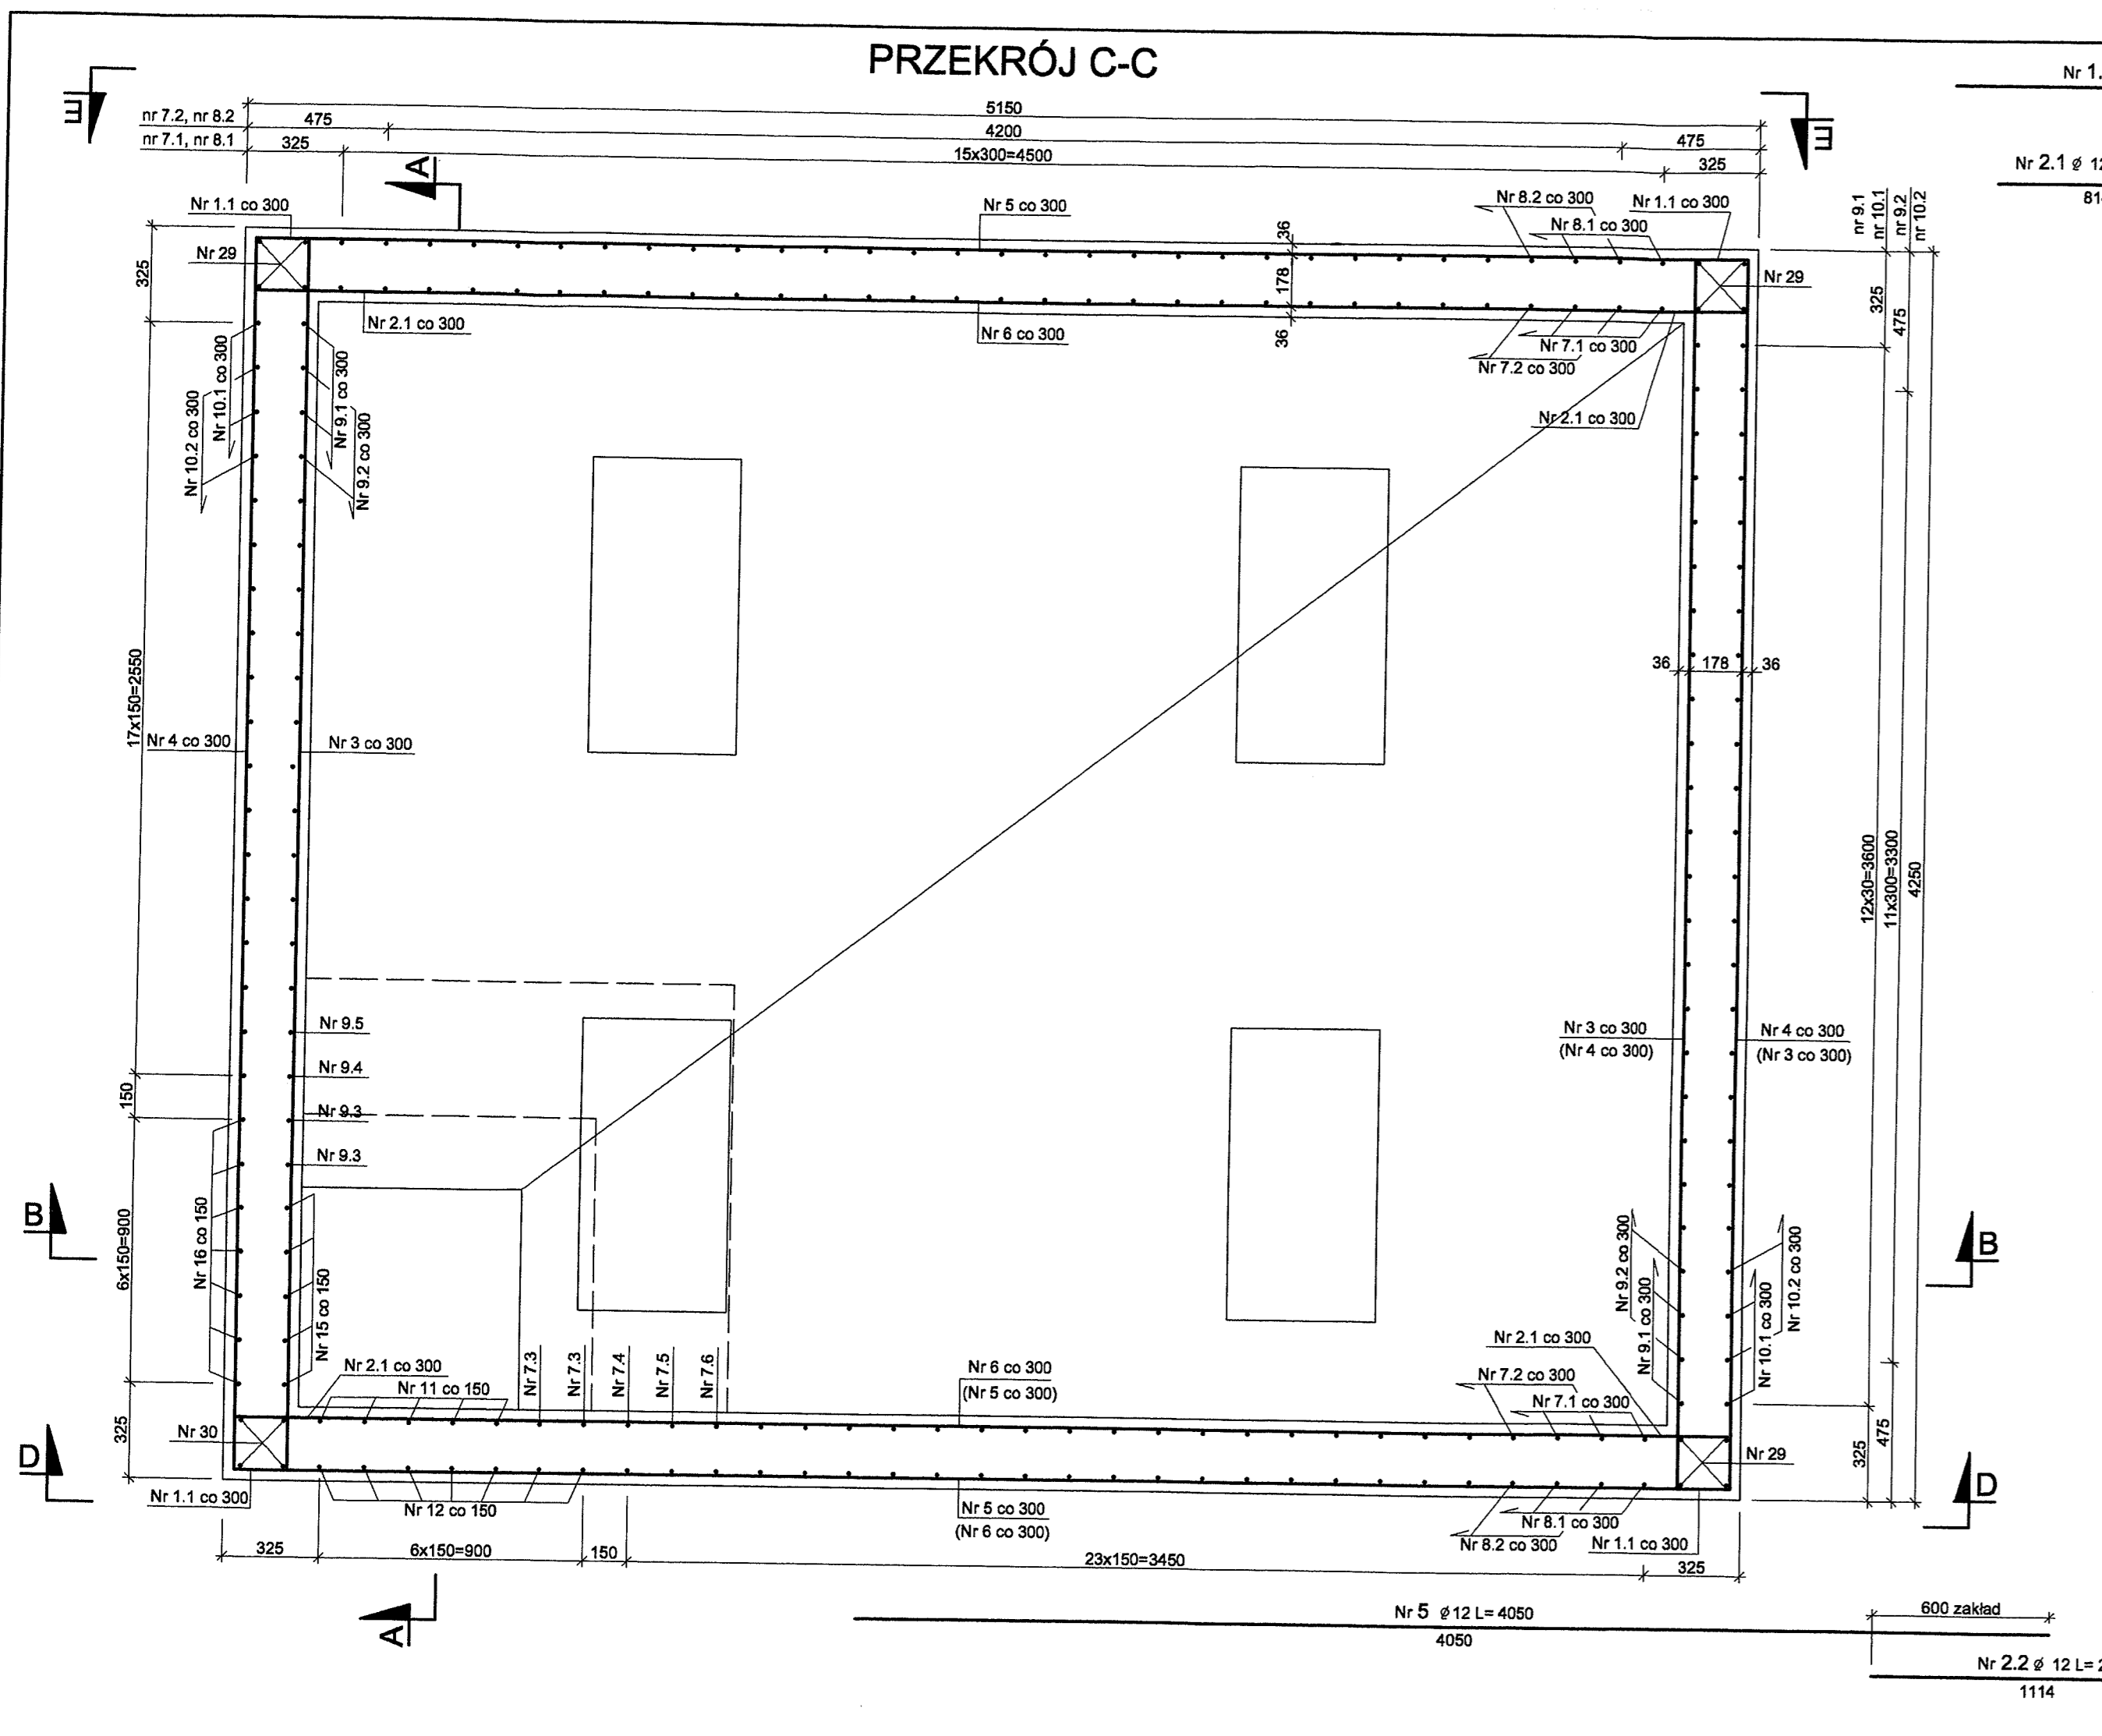 PRZEKRÓJ C-C
Nr 1.
E
E
nr 7.2, nr 8.2
475
5150
4200
475
nr 7.1, nr 8.1
325
15x300=4500
325
A
Nr 2.1 ø 12
81
Nr 1.1 co 300
Nr 5 co 300
Nr 8.2 co 300
Nr 1.1 co 300
Nr 8.1 co 300
nr 9.1
nr 10.1
nr 9.2
nr 10.2
Nr 29
36
178
36
Nr 29
325
325
475
Nr 2.1 co 300
Nr 6 co 300
Nr 7.1 co 300
Nr 7.2 co 300
Nr 2.1 co 300
Nr 10.2 co 300
Nr 10.1 co 300
Nr 9.1 co 300
Nr 9.2 co 300
17x150=2550
36
178
36
Nr 4 co 300
Nr 3 co 300
12x30=3600
11x300=3300
4250
Nr 9.5
Nr 3 co 300
(Nr 4 co 300)
Nr 4 co 300
(Nr 3 co 300)
Nr 9.4
150
Nr 9.3
Nr 9.3
B
B
6x150=900
Nr 16 co 150
Nr 15 co 150
Nr 9.2 co 300
Nr 9.1 co 300
Nr 10.1 co 300
Nr 10.2 co 300
Nr 2.1 co 300
Nr 11 co 150
Nr 7.3
Nr 7.3
Nr 7.4
Nr 7.5
Nr 7.6
Nr 6 co 300
(Nr 5 co 300)
Nr 2.1 co 300
Nr 7.2 co 300
Nr 7.1 co 300
325
Nr 30
Nr 29
325
475
D
D
Nr 1.1 co 300
Nr 12 co 150
Nr 5 co 300
(Nr 6 co 300)
Nr 8.1 co 300
Nr 8.2 co 300
Nr 1.1 co 300
325
6x150=900
150
23x150=3450
325
A
Nr 5 ø12 L= 4050
4050
600 zakład
Nr 2.2 ø 12 L= 2
1114